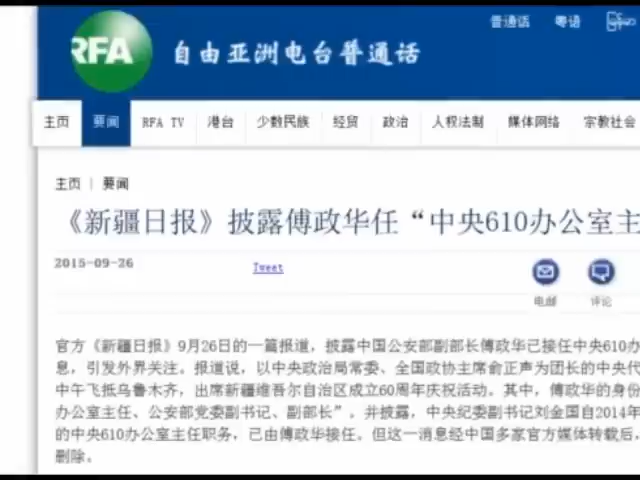 普通话 粤语
RFA 自由亚洲电台普通话
主页 要闻 RFA TV 港台 少数民族 经贸 政治 人权法制 媒体网络 宗教社会
主页 | 要闻
《新疆日报》披露傅政华任“中央610办公室主
2015-09-26 Tweet
电邮 评论
官方《新疆日报》9月26日的一篇报道，披露中国公安部副部长傅政华已接任中央610办
息，引发外界关注。报道说，以中央政治局常委、全国政协主席俞正声为团长的中央代
中午飞抵乌鲁木齐，出席新疆维吾尔自治区成立60周年庆祝活动。其中，傅政华的身份
办公室主任、公安部党委副书记、副部长”，并披露，中央纪委副书记刘金国自2014年
的中央610办公室主任职务，已由傅政华接任。但这一消息经中国多家官方媒体转载后，
删除。